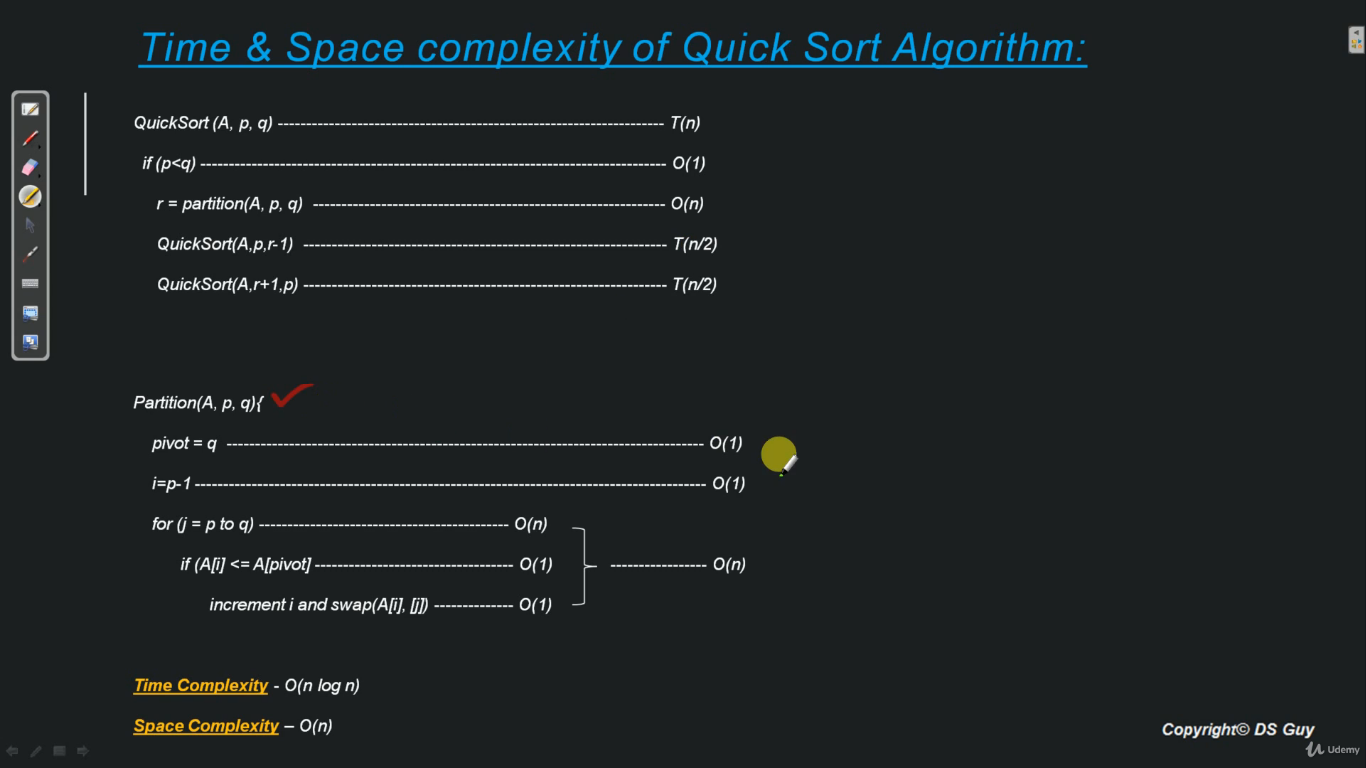 Time & Space complexity of Quick Sort Algorithm:
QuickSort (A, p, q) -------------------------------------------------------------------- T(n)
if (p<q) ---------------------------------------------------------------------------------- O(1)
r = partition(A, p, q) -------------------------------------------------------------- O(n)
QuickSort(A,p,r-1) ---------------------------------------------------------------- T(n/2)
QuickSort(A,r+1,p) ---------------------------------------------------------------- T(n/2)
Partition(A, p, q){
pivot = q ------------------------------------------------------------------------------------ O(1)
i=p-1 ------------------------------------------------------------------------------------------ O(1)
for (j = p to q) -------------------------------------------- O(n)
if (A[i] <= A[pivot] ----------------------------------- O(1) ----------------- O(n)
increment i and swap(A[i], [j]) -------------- O(1)
Time Complexity - O(n log n)
Space Complexity – O(n)
Copyright© DS Guy
Udemy